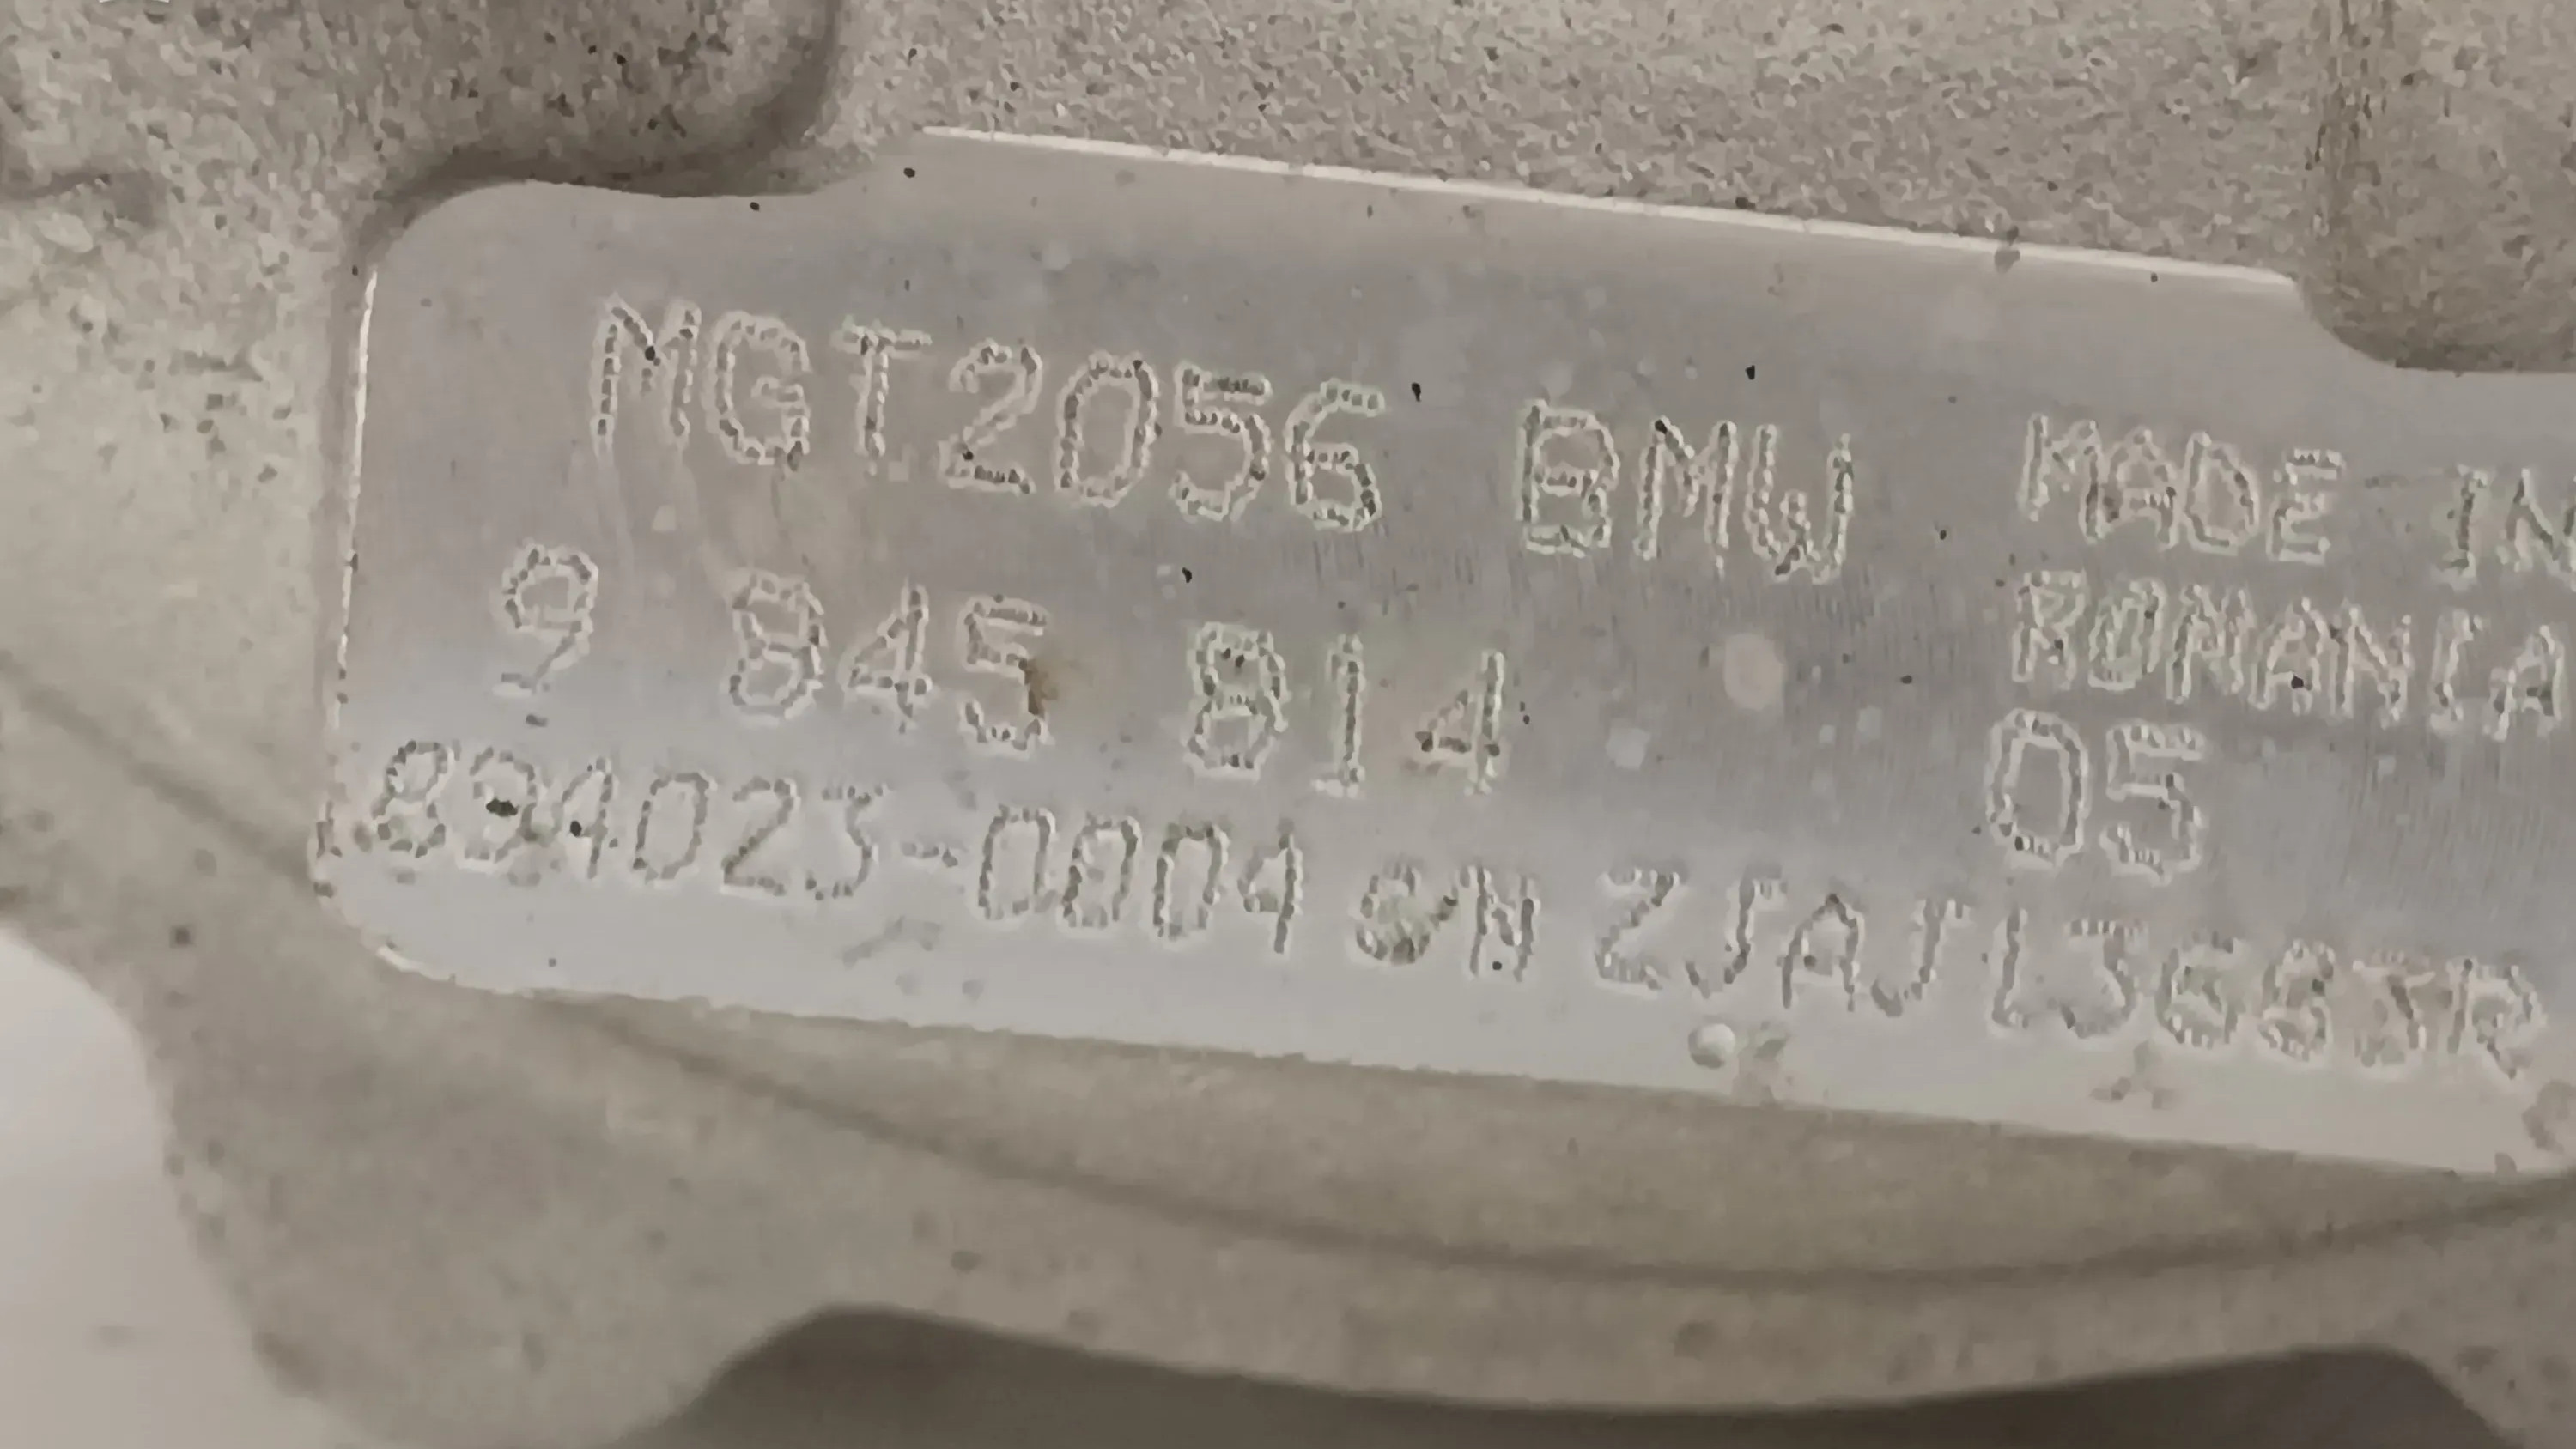 MGT2056 BMW MADE IN
9 845 814 ROMANIA
05
894023-0004 S/N